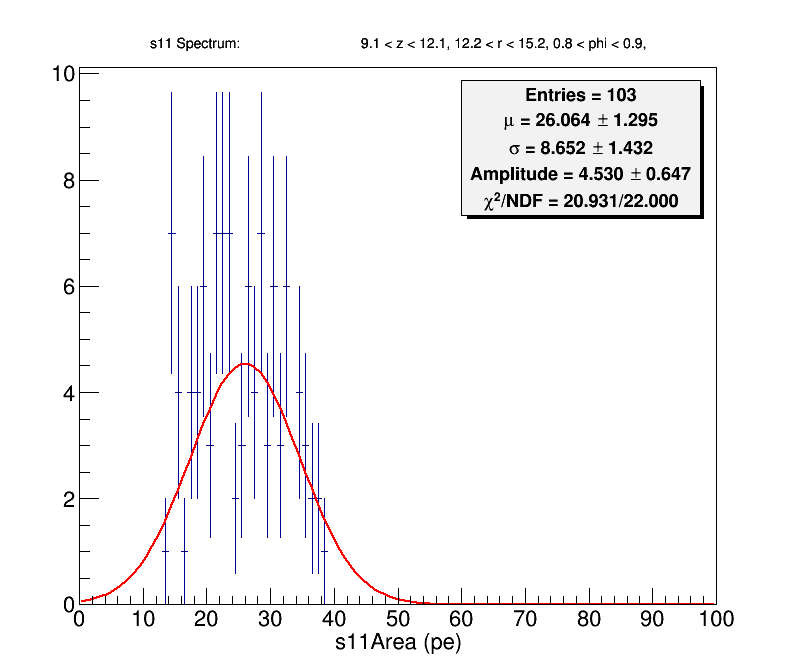 s11 Spectrum: 9.1 < z < 12.1, 12.2 < r < 15.2, 0.8 < phi < 0.9,
Entries = 103
μ = 26.064 ± 1.295
σ = 8.652 ± 1.432
Amplitude = 4.530 ± 0.647
χ²/NDF = 20.931/22.000
10
8
6
4
2
0
0 10 20 30 40 50 60 70 80 90 100
s11Area (pe)